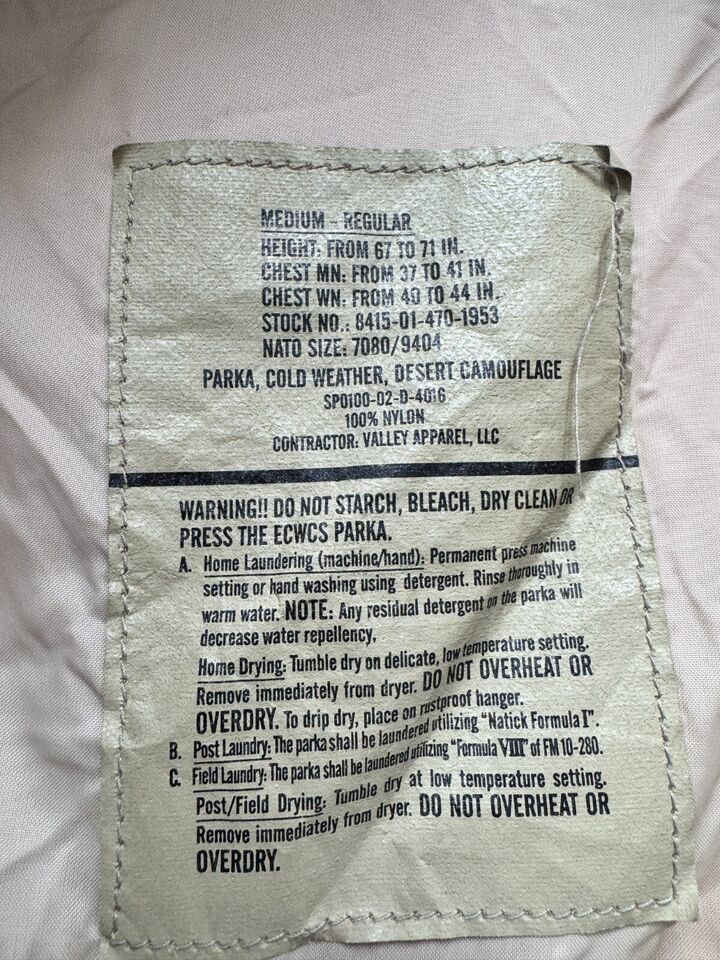 MEDIUM - REGULAR
HEIGHT: FROM 67 TO 71 IN.
CHEST MN: FROM 37 TO 41 IN.
CHEST WN: FROM 40 TO 44 IN.
STOCK NO.: 8415-01-470-1953
NATO SIZE: 7080/9404
PARKA, COLD WEATHER, DESERT CAMOUFLAGE
SP0100-02-D-4016
100% NYLON
CONTRACTOR: VALLEY APPAREL, LLC
WARNING!! DO NOT STARCH, BLEACH, DRY CLEAN OR
PRESS THE ECWCS PARKA.
A. Home Laundering (machine/hand): Permanent press machine
setting or hand washing using detergent. Rinse thoroughly in
warm water. NOTE: Any residual detergent on the parka will
decrease water repellency.
Home Drying: Tumble dry on delicate, low temperature setting.
Remove immediately from dryer. DO NOT OVERHEAT OR
OVERDRY. To drip dry, place on rustproof hanger.
B. Post Laundry: The parka shall be laundered utilizing "Natick Formula I".
C. Field Laundry: The parka shall be laundered utilizing "Formula VIII" of FM 10-280.
Post/Field Drying: Tumble dry at low temperature setting.
Remove immediately from dryer. DO NOT OVERHEAT OR
OVERDRY.